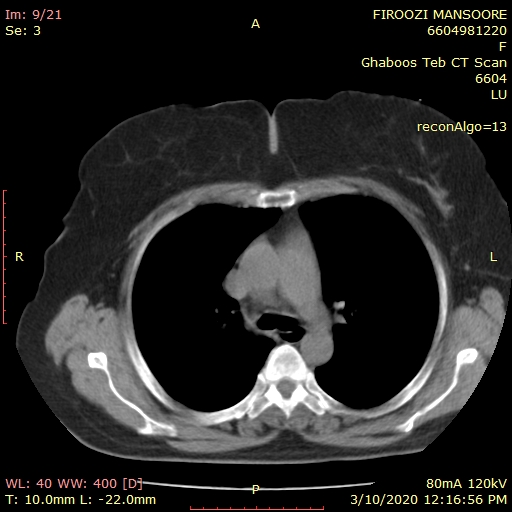 Im: 9/21
Se: 3
A
FIROOZI MANSOORE
6604981220
F
Ghaboos Teb CT Scan
6604
LU
reconAlgo=13
R
L
WL: 40 WW: 400 [D]
T: 10.0mm L: -22.0mm
P
80mA 120kV
3/10/2020 12:16:56 PM